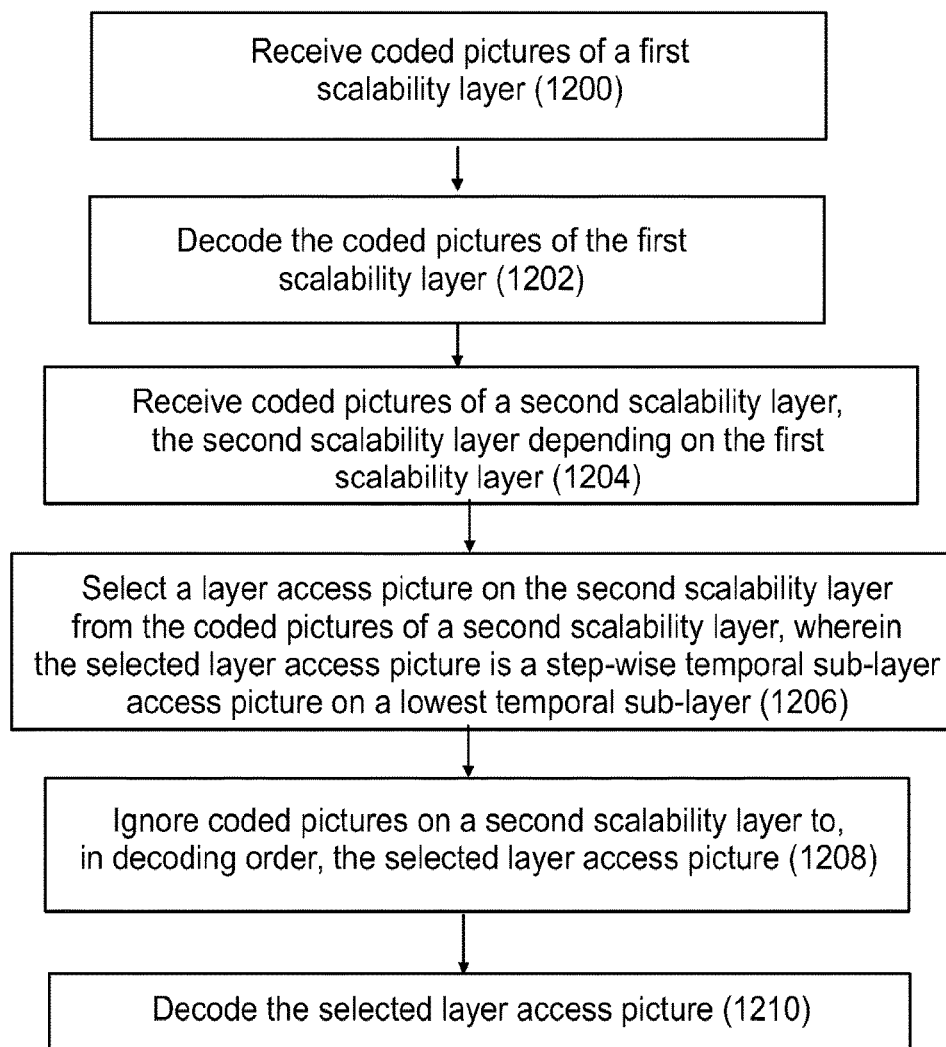 Receive coded pictures of a first
scalability layer (1200)
Decode the coded pictures of the first
scalability layer (1202)
Receive coded pictures of a second scalability layer,
the second scalability layer depending on the first
scalability layer (1204)
Select a layer access picture on the second scalability layer
from the coded pictures of a second scalability layer, wherein
the selected layer access picture is a step-wise temporal sub-layer
access picture on a lowest temporal sub-layer (1206)
Ignore coded pictures on a second scalability layer to,
in decoding order, the selected layer access picture (1208)
Decode the selected layer access picture (1210)